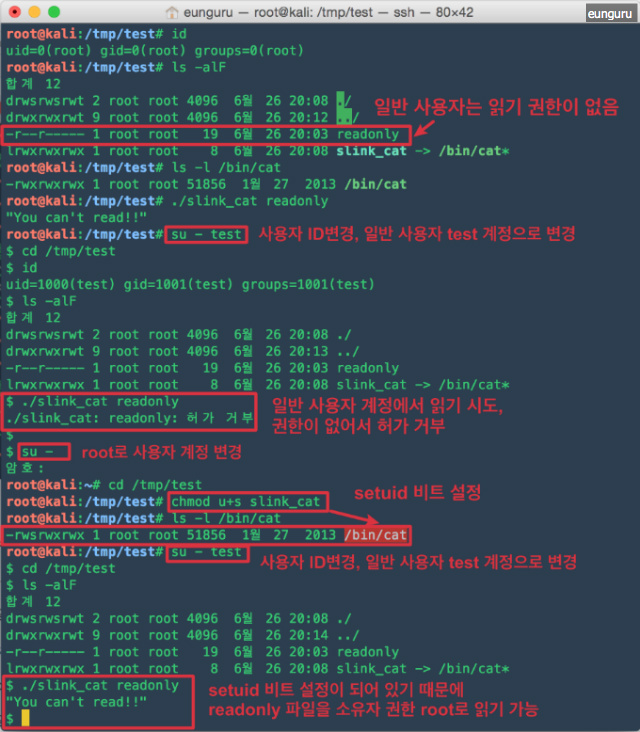 eunguru — root@kali: /tmp/test — ssh — 80×42
eunguru
root@kali:/tmp/test# id
uid=0(root) gid=0(root) groups=0(root)
root@kali:/tmp/test# ls -alF
합계 12
drwsrwsrwt 2 root root 4096 6월 26 20:08 ./
drwxrwxrwt 9 root root 4096 6월 26 20:12 ../
일반 사용자는 읽기 권한이 없음
-r--r----- 1 root root 19 6월 26 20:03 readonly
lrwxrwxrwx 1 root root 8 6월 26 20:08 slink_cat -> /bin/cat*
root@kali:/tmp/test# ls -l /bin/cat
-rwxrwxrwx 1 root root 51856 1월 27 2013 /bin/cat
root@kali:/tmp/test# ./slink_cat readonly
"You can't read!!"
root@kali:/tmp/test# su - test 사용자 ID변경, 일반 사용자 test 계정으로 변경
$ cd /tmp/test
$ id
uid=1000(test) gid=1001(test) groups=1001(test)
$ ls -alF
합계 12
drwsrwsrwt 2 root root 4096 6월 26 20:08 ./
drwxrwxrwt 9 root root 4096 6월 26 20:13 ../
-r--r----- 1 root root 19 6월 26 20:03 readonly
lrwxrwxrwx 1 root root 8 6월 26 20:08 slink_cat -> /bin/cat*
$ ./slink_cat readonly
./slink_cat: readonly: 허가 거부
일반 사용자 계정에서 읽기 시도,
권한이 없어서 허가 거부
$
$ su - root로 사용자 계정 변경
암호:
root@kali:~# cd /tmp/test
root@kali:/tmp/test# chmod u+s slink_cat setuid 비트 설정
root@kali:/tmp/test# ls -l /bin/cat
-rwsrwxrwx 1 root root 51856 1월 27 2013 /bin/cat
root@kali:/tmp/test# su - test 사용자 ID변경, 일반 사용자 test 계정으로 변경
$ cd /tmp/test
$ ls -alF
합계 12
drwsrwsrwt 2 root root 4096 6월 26 20:08 ./
drwxrwxrwt 9 root root 4096 6월 26 20:14 ../
-r--r----- 1 root root 19 6월 26 20:03 readonly
lrwxrwxrwx 1 root root 8 6월 26 20:08 slink_cat -> /bin/cat*
$ ./slink_cat readonly
"You can't read!!"
$
setuid 비트 설정이 되어 있기 때문에
readonly 파일을 소유자 권한 root로 읽기 가능